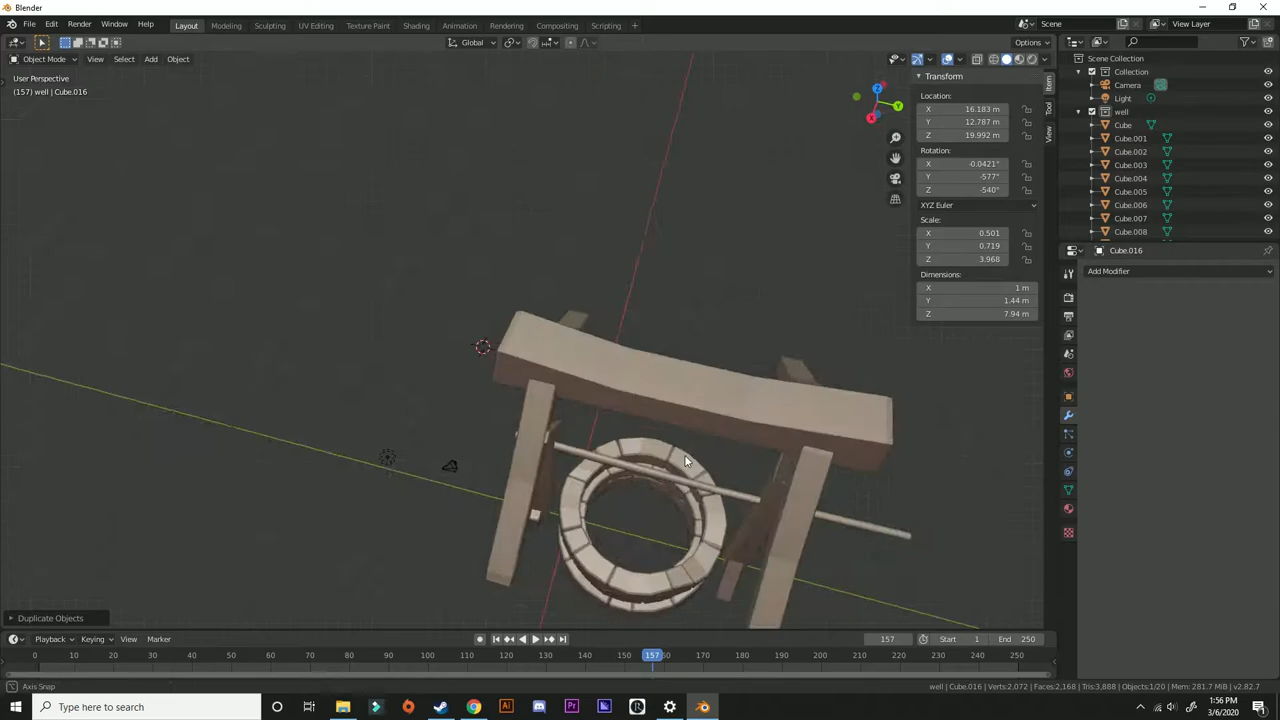 Blender
File Edit Render Window Help Layout Modeling Sculpting UV Editing Texture Paint Shading Animation Rendering Compositing Scripting + Scene View Layer
Global Options
Object Mode View Select Add Object
User Perspective
(157) well | Cube.016
Transform
Location:
X 16.183 m
Y 12.787 m
Z 19.992 m
Rotation:
X -0.0421°
Y -577°
Z -540°
XYZ Euler
Scale:
X 0.501
Y 0.719
Z 3.968
Dimensions:
X 1 m
Y 1.44 m
Z 7.94 m
Item
Tool
View
Z
Y
X
Scene Collection
Collection
Camera
Light
well
Cube
Cube.001
Cube.002
Cube.003
Cube.004
Cube.005
Cube.006
Cube.007
Cube.008
Cube.016
Add Modifier
Duplicate Objects
Playback Keying View Marker 157 Start 1 End 250
0 10 20 30 40 50 60 70 80 90 100 110 120 130 140 150 157 170 180 190 200 210 220 230 240 250
Axis Snap
well | Cube.016 | Verts:2,072 | Faces:2,168 | Tris:3,888 | Objects:1/20 | Mem: 281.7 MiB | v2.82.7
Type here to search
1:56 PM
3/6/2020